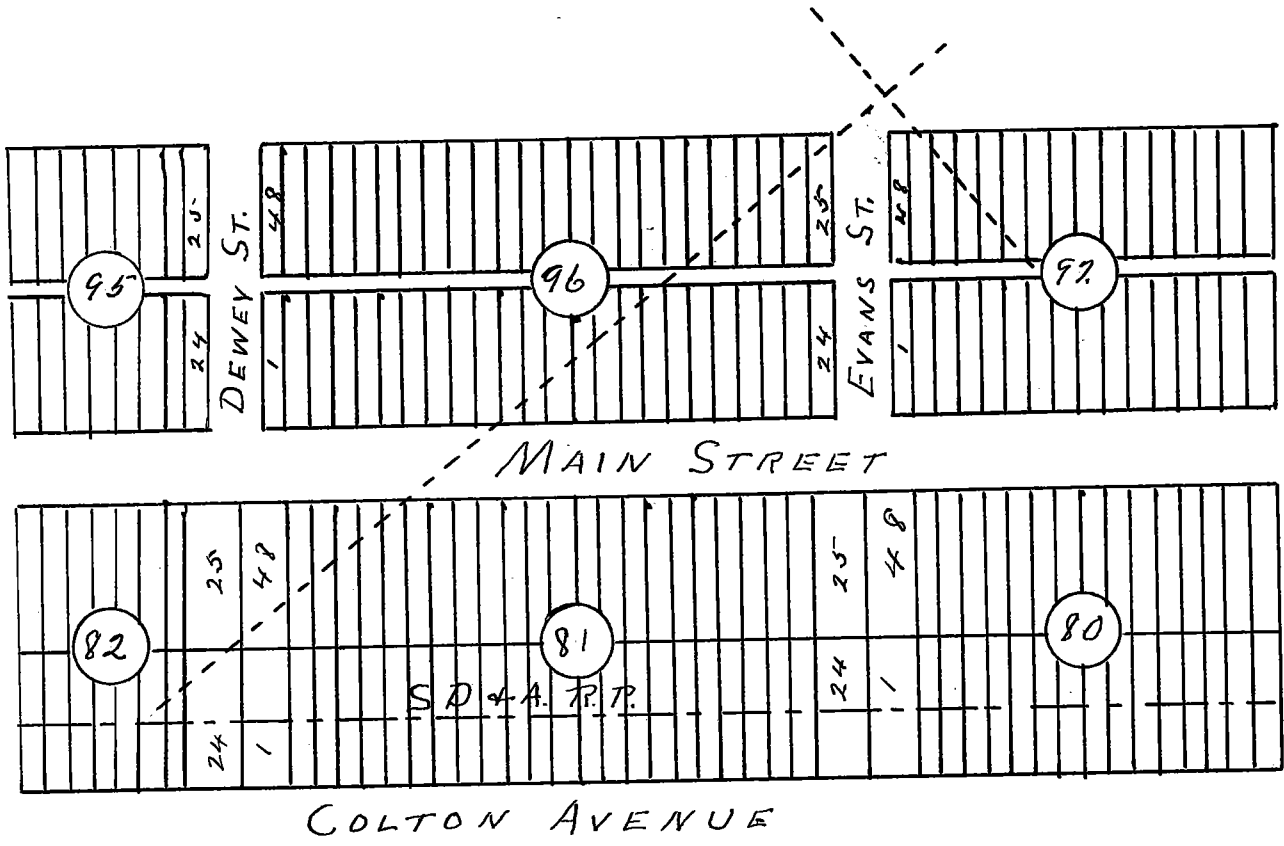 25 48 25 48
95 DEWEY ST. 96 EVANS ST. 97.
24 1 24 1
MAIN STREET
25 48 25 48
82 81 80
S D & A. R. R.
24 1
24 1
COLTON AVENUE